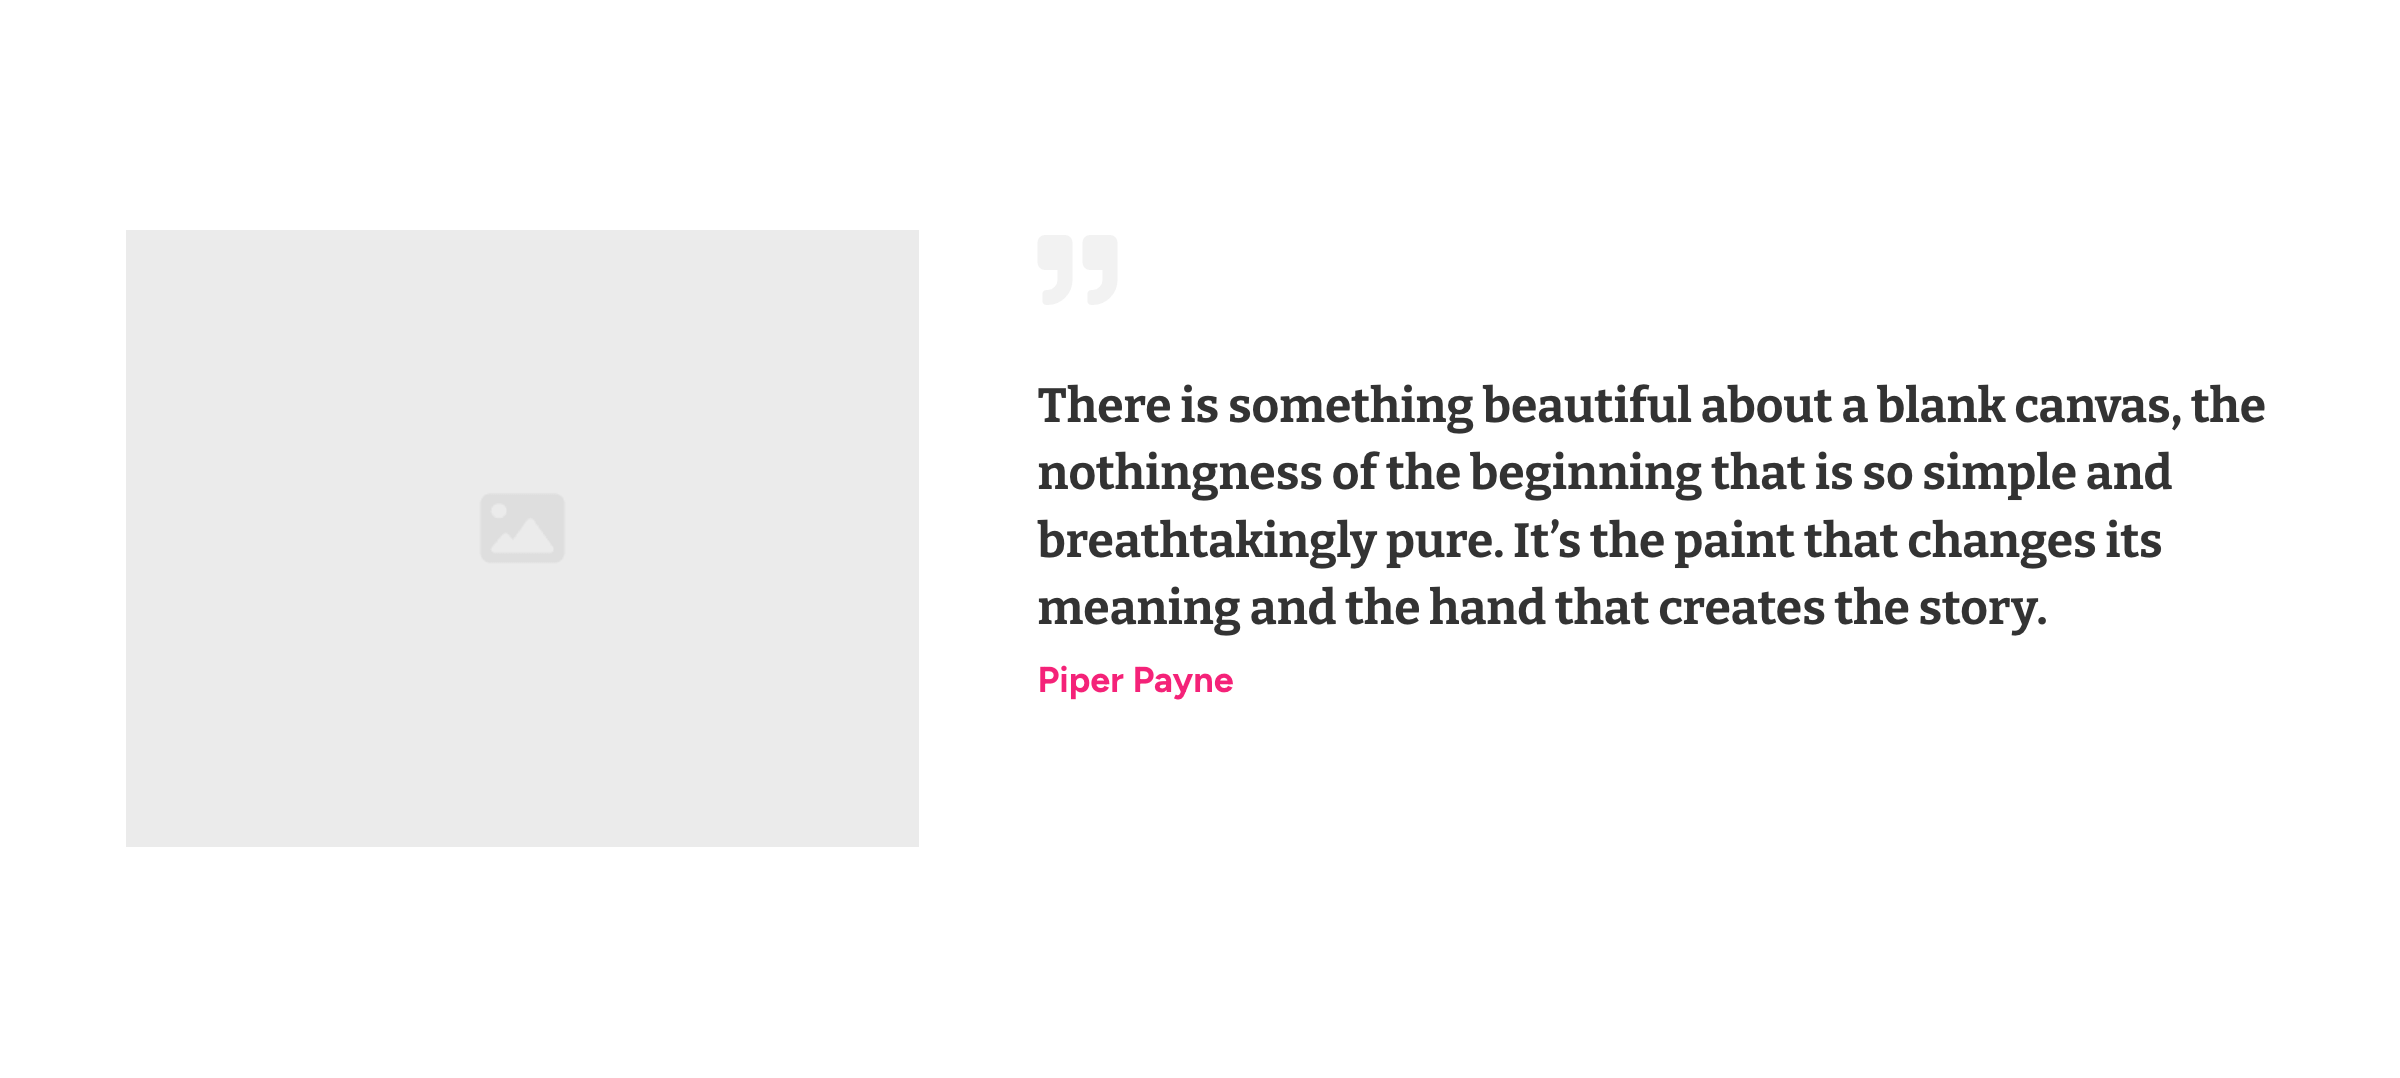 There is something beautiful about a blank canvas, the
nothingness of the beginning that is so simple and
breathtakingly pure. It’s the paint that changes its
meaning and the hand that creates the story.
Piper Payne